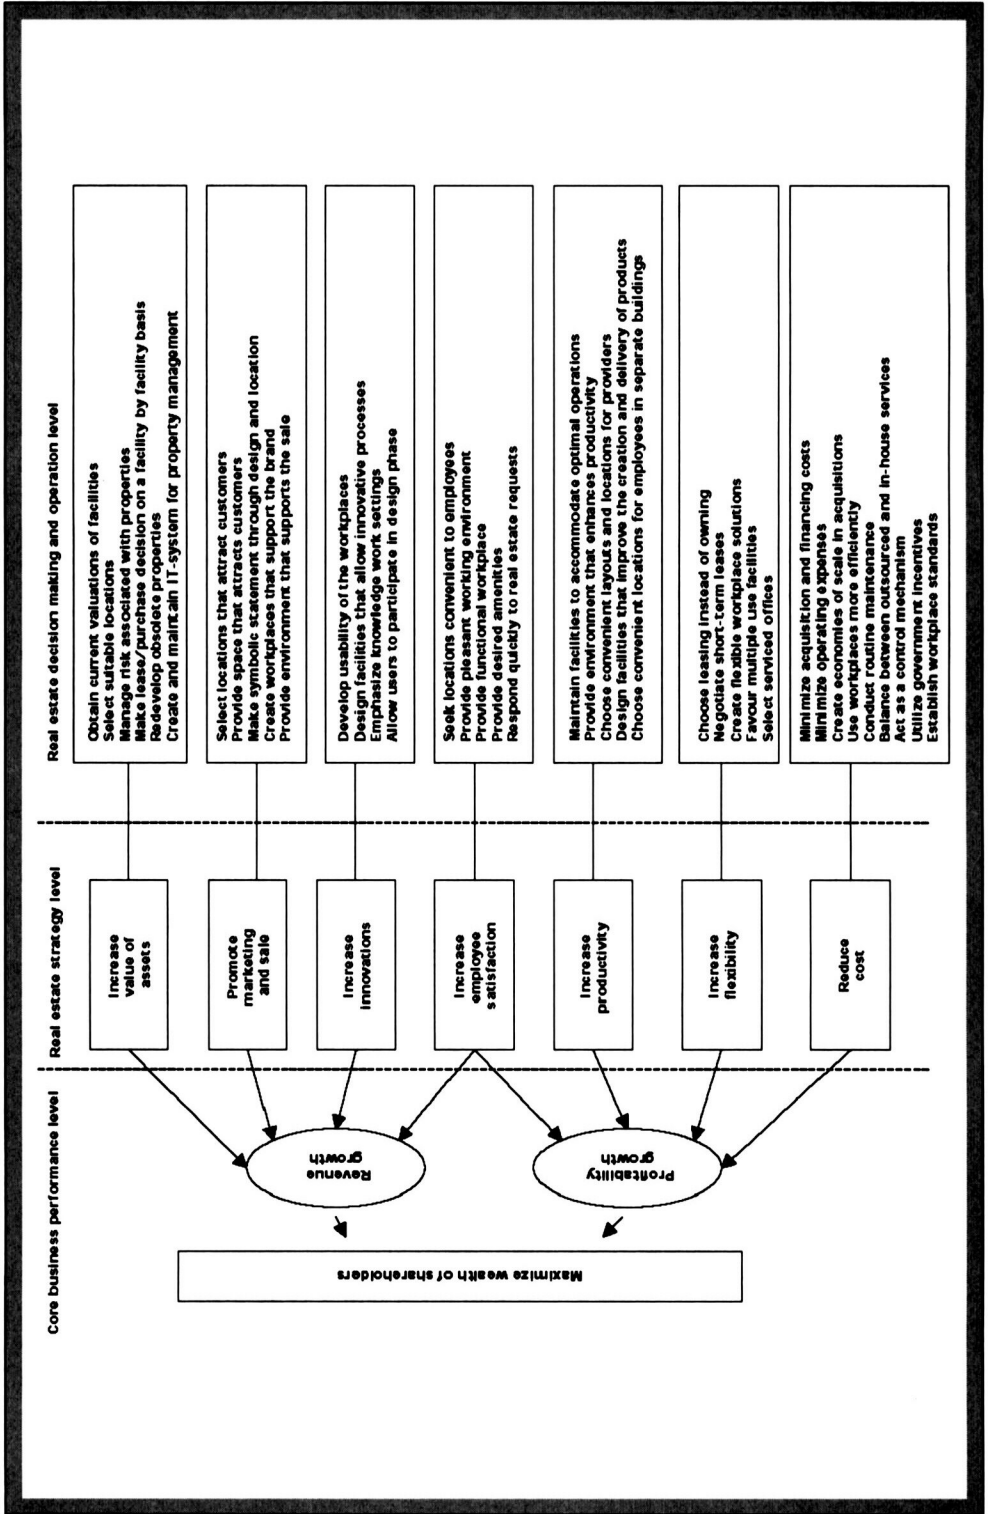 Core business performance level
Real estate strategy level
Real estate decision making and operation level
Maximize wealth of shareholders
Revenue
growth
Profitability
growth
Increase
value of
assets
Promote
marketing
and sale
Increase
innovations
Increase
employee
satisfaction
Increase
productivity
Increase
flexibility
Reduce
cost
Obtain current valuations of facilities
Select suitable locations
Manage risk associated with properties
Make lease/purchase decision on a facility by facility basis
Redevelop obsolete properties
Create and maintain IT-system for property management
Select locations that attract customers
Provide space that attracts customers
Make symbolic statement through design and location
Create workplaces that support the brand
Provide environment that supports the sale
Develop usability of the workplaces
Design facilities that allow innovative processes
Emphasize knowledge work settings
Allow users to participate in design phase
Seek locations convenient to employees
Provide pleasant working environment
Provide functional workplace
Provide desired amenities
Respond quickly to real estate requests
Maintain facilities to accommodate optimal operations
Provide environment that enhances productivity
Choose convenient layouts and locations for providers
Design facilities that improve the creation and delivery of products
Choose convenient locations for employees in separate buildings
Choose leasing instead of owning
Negotiate short-term leases
Create flexible workplace solutions
Favour multiple use facilities
Select serviced offices
Minimize acquisition and financing costs
Minimize operating expenses
Create economies of scale in acquisitions
Use workplaces more efficiently
Conduct routine maintenance
Balance between outsourced and in-house services
Act as a control mechanism
Utilize government incentives
Establish workplace standards